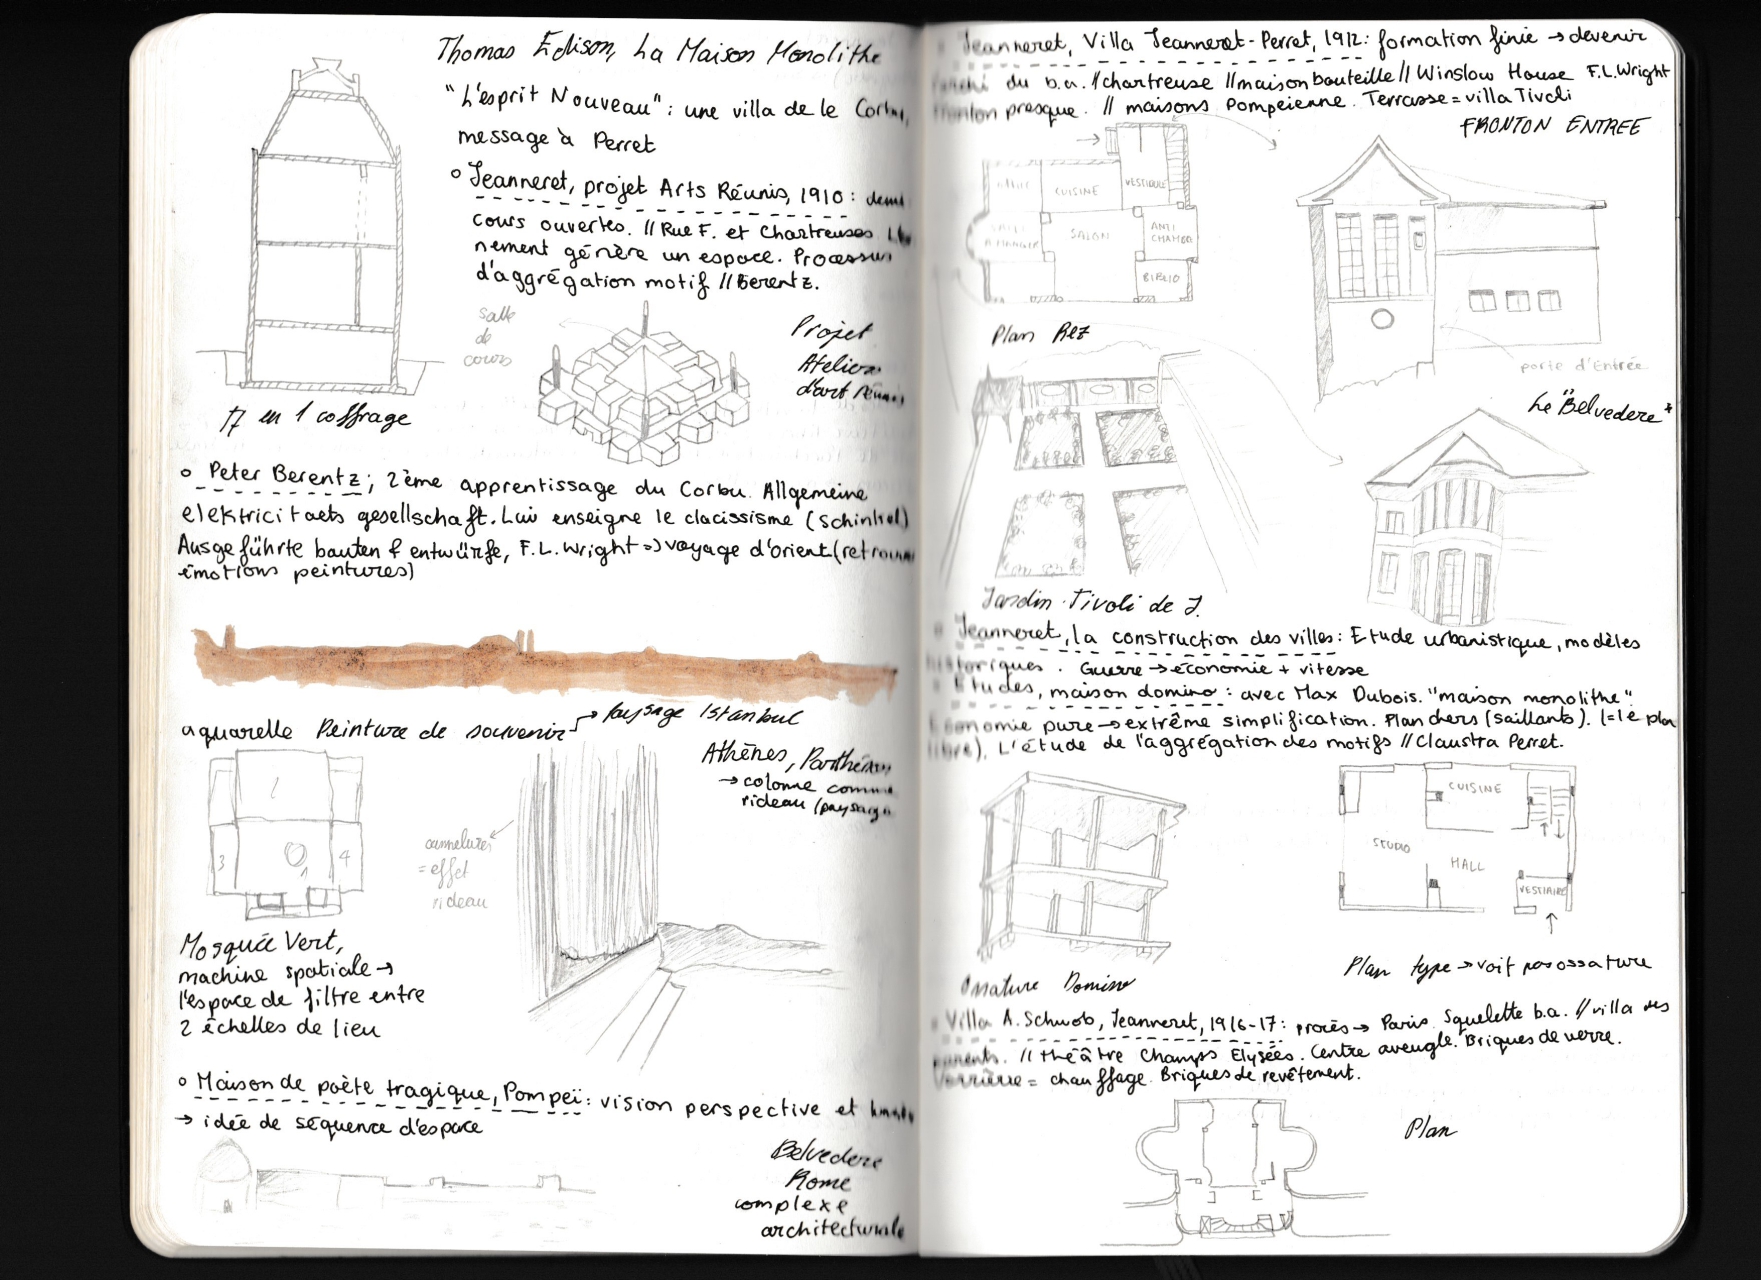 Thomas Edison, La Maison Monolithe
"L'esprit Nouveau" : une villa de le Corbu,
message à Perret
Jeanneret, projet Arts Réunis, 1910 :
cours ouvertes. // Rue F. et Chartreuses
nement génère un espace. Processus
d'aggrégation motif // Berentz.
salle
de
cours
Projet
Ateliers
d'art réunis
en 1 coffrage
Peter Berentz ; 2ème apprentissage du Corbu. Allgemeine
elektricitaets gesellschaft. Lui enseigne le clacissisme (Schinkel)
Ausgeführte bauten & entwürfe, F.L. Wright => voyage d'orient (retrouver
émotions peintures)
aquarelle Peinture de souvenir → Paysage Istanbul
Athènes, Parthénon
→ colonne comme
rideau (paysage
cannelures
= effet
rideau
1
3
4
1
Mosquée Vert,
machine spatiale →
l'espace de filtre entre
2 échelles de lieu
Maison de poète tragique, Pompeï : vision perspective et
→ idée de séquence d'espace
Belvedere
Rome
complexe
architecturale
Jeanneret, Villa Jeanneret-Perret, 1912 : formation finie → devenir
du b.a. // chartreuse // maison bouteille // Winslow House F.L. Wright
fronton presque. // maisons Pompeienne. Terrasse = villa Tivoli
FRONTON ENTREE
OFFICE
CUISINE
VESTIBULE
SALLE
A MANGER
SALON
ANTI
CHAMBRE
BIBLIO
Plan Rez
porte d'Entrée
Le "Belvedere"
Jardin Tivoli de J.
Jeanneret, la construction des villes : Etude urbanistique, modèles
historiques. Guerre → économie + vitesse
Etudes, maison domino : avec Max Dubois. "maison monolithe".
Economie pure → extrême simplification. Planchers (saillants). (= le plan
libre). L'étude de l'aggrégation des motifs // Claustra Perret.
CUISINE
STUDIO
HALL
VESTIAIRE
Ossature Domino
Plan type → voit pas ossature
Villa A. Schwob, Jeanneret, 1916-17 : procès → Paris. Squelette b.a. // villa des
parents. // théâtre Champs Elysées. Centre aveugle. Briques de verre.
Verrière = chauffage. Briques de revêtement.
Plan